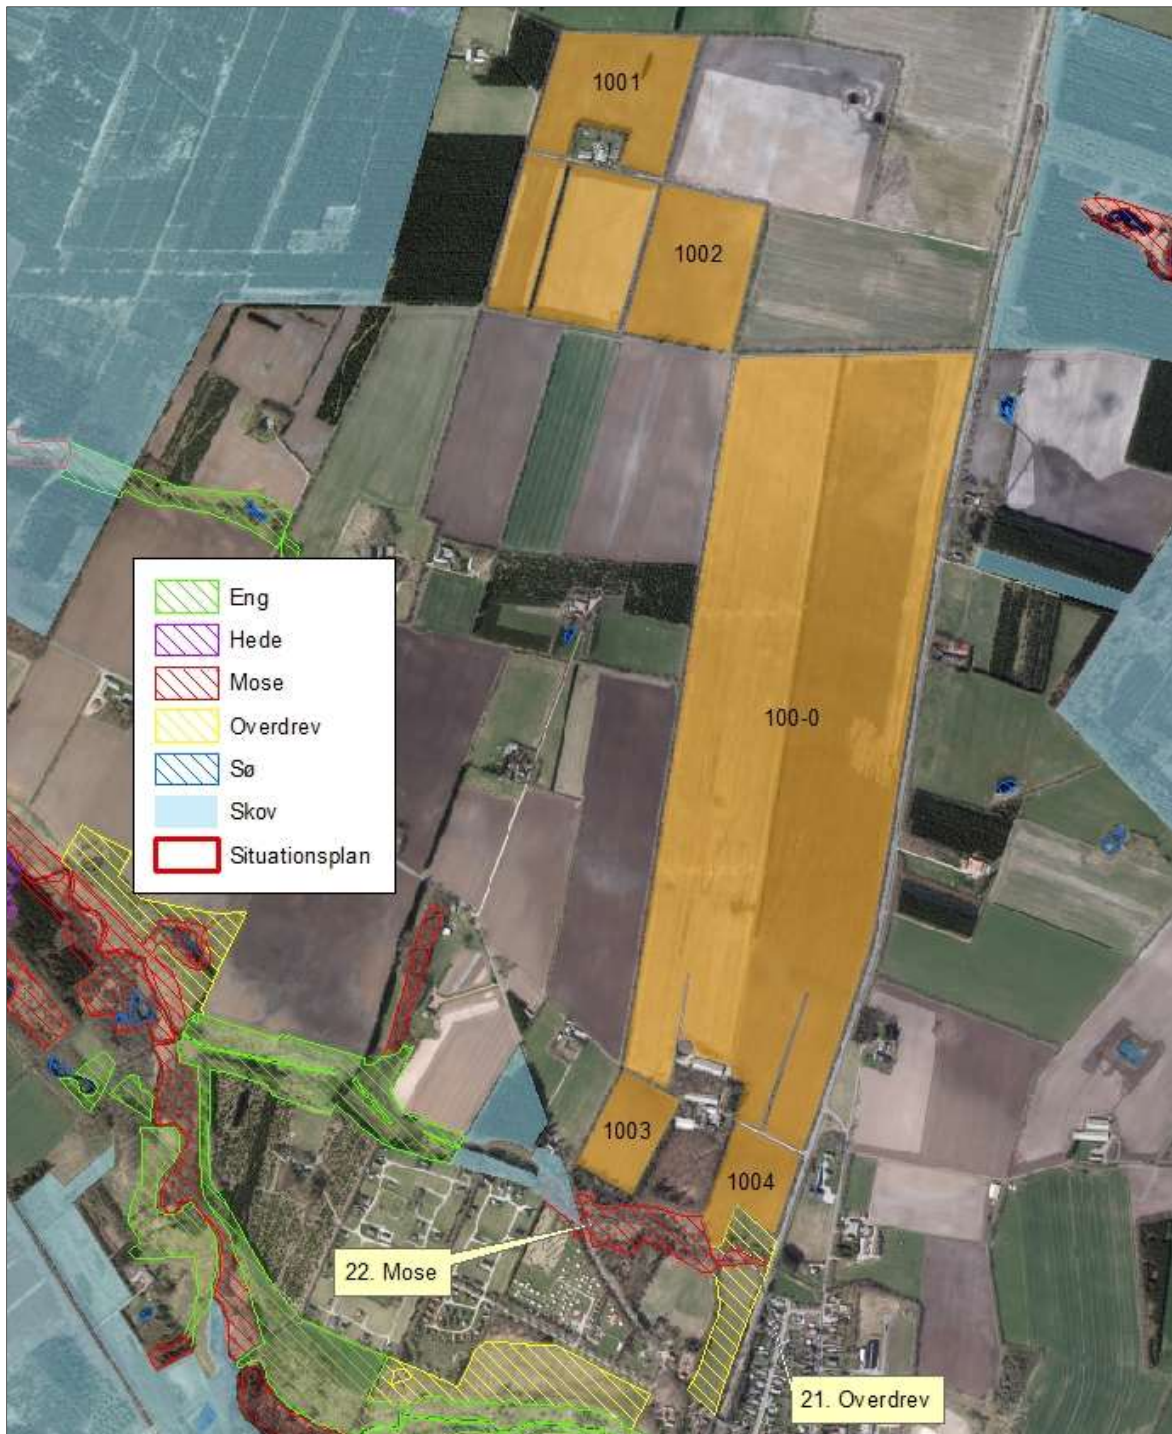 1001
1002
Eng
Hede
Mose
Overdrev
Sø
Skov
Situationsplan
100-0
1003
1004
22. Mose
21. Overdrev